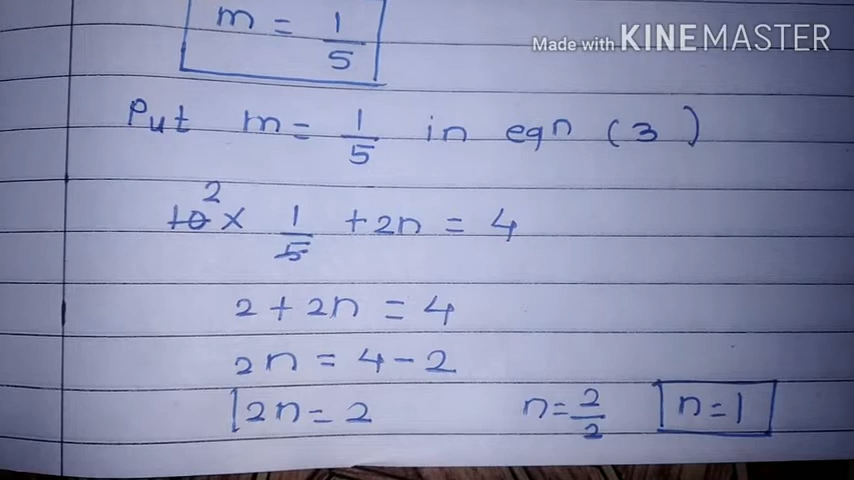 m = 1/5
Made with KINEMASTER
Put m = 1/5 in eqn (3)
10 2 × 1/5 + 2n = 4
2 + 2n = 4
2n = 4 - 2
2n = 2 n = 2/2 n = 1